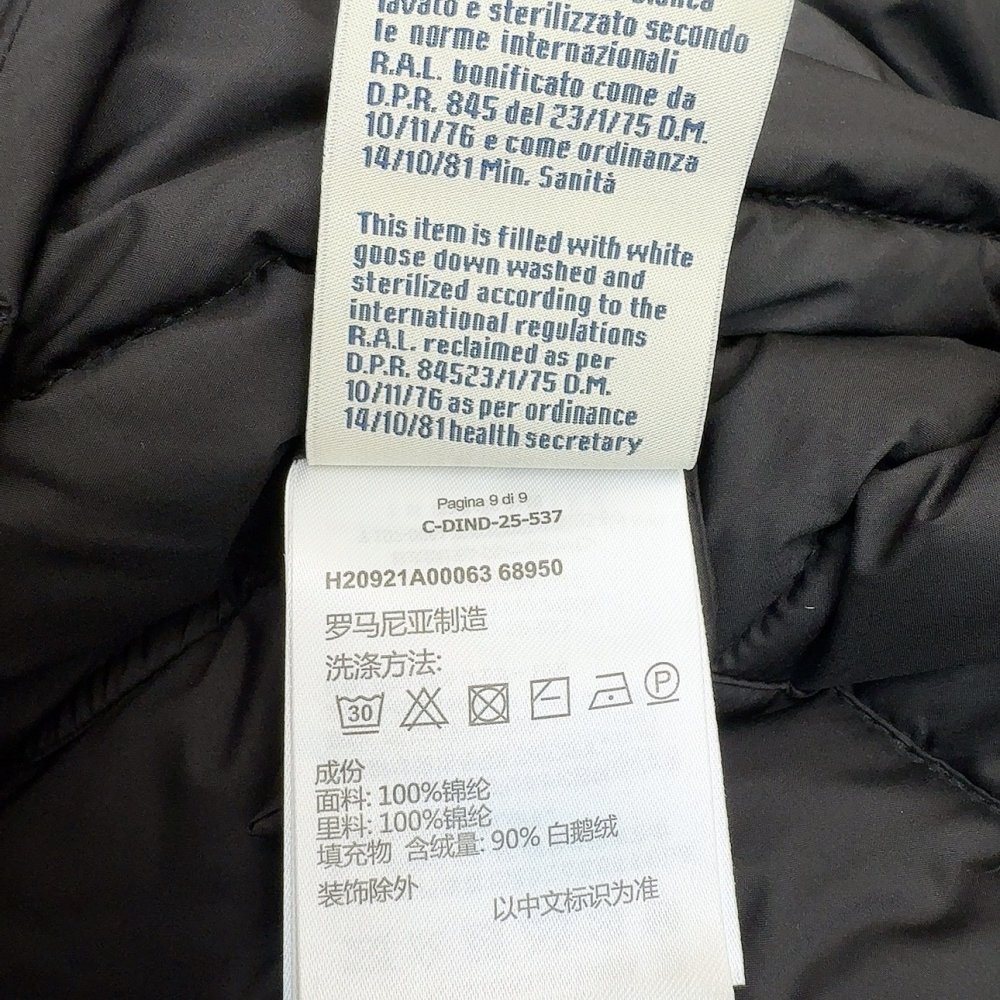 lavato e sterilizzato secondo
le norme internazionali
R.A.L. bonificato come da
D.P.R. 845 del 23/1/75 D.M.
10/11/76 e come ordinanza
14/10/81 Min. Sanità
This item is filled with white
goose down washed and
sterilized according to the
international regulations
R.A.L. reclaimed as per
D.P.R. 84523/1/75 D.M.
10/11/76 as per ordinance
14/10/81 health secretary
Pagina 9 di 9
C-DIND-25-537
H20921A00063 68950
罗马尼亚制造
洗涤方法:
30 P
成份
面料: 100%锦纶
里料: 100%锦纶
填充物 含绒量: 90% 白鹅绒
装饰除外
以中文标识为准